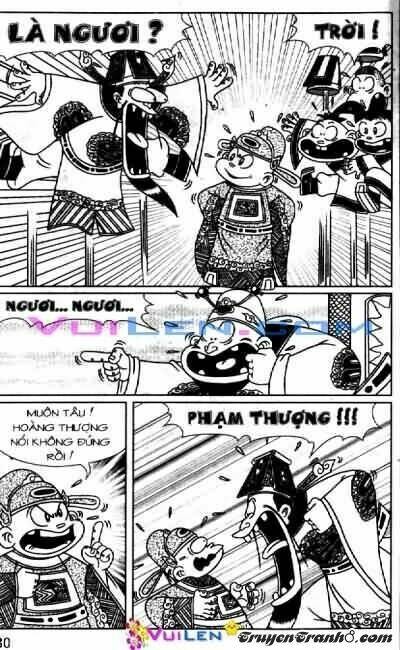 LÀ NGƯƠI ?
TRỜI !
NGƯƠI... NGƯƠI...
VUILEN.COM
MUÔN TÂU !
HOÀNG THƯỢNG
NÓI KHÔNG ĐÚNG
RỒI !
PHẠM THƯỢNG !!!
30
VUILEN
TruyenTranh8.com